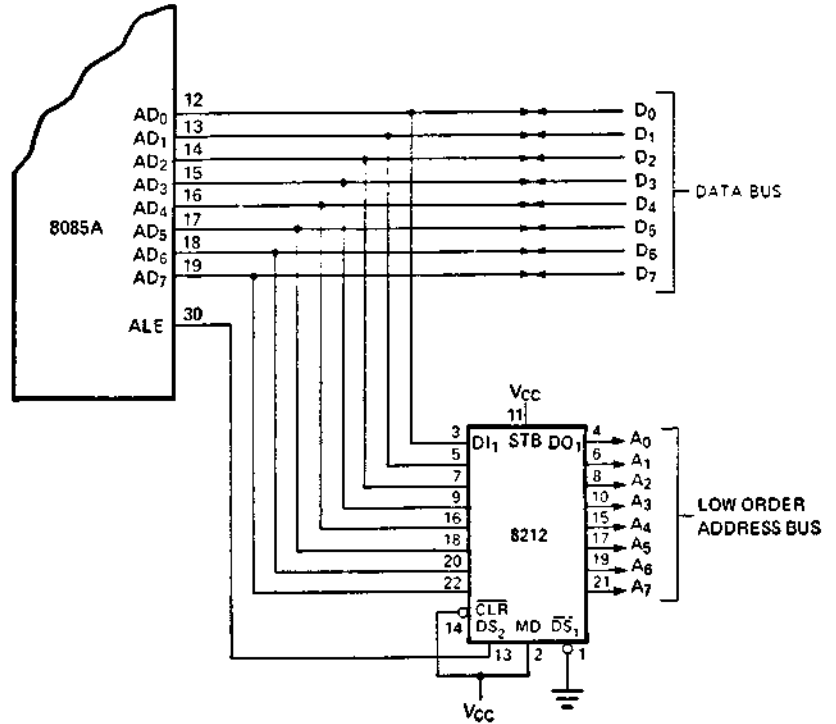 12
AD0
D0
13
AD1
D1
14
AD2
D2
15
AD3
D3
16
AD4
D4
DATA BUS
17
8085A
AD5
D5
18
AD6
D6
19
AD7
D7
30
ALE
VCC
11
3
DI1
STB
DO1
4
A0
5
6
A1
7
8
A2
9
10
A3
LOW ORDER
ADDRESS BUS
16
15
A4
8212
18
17
A5
20
19
A6
22
21
A7
CLR
14
DS2
MD
DS1
13
2
1
VCC